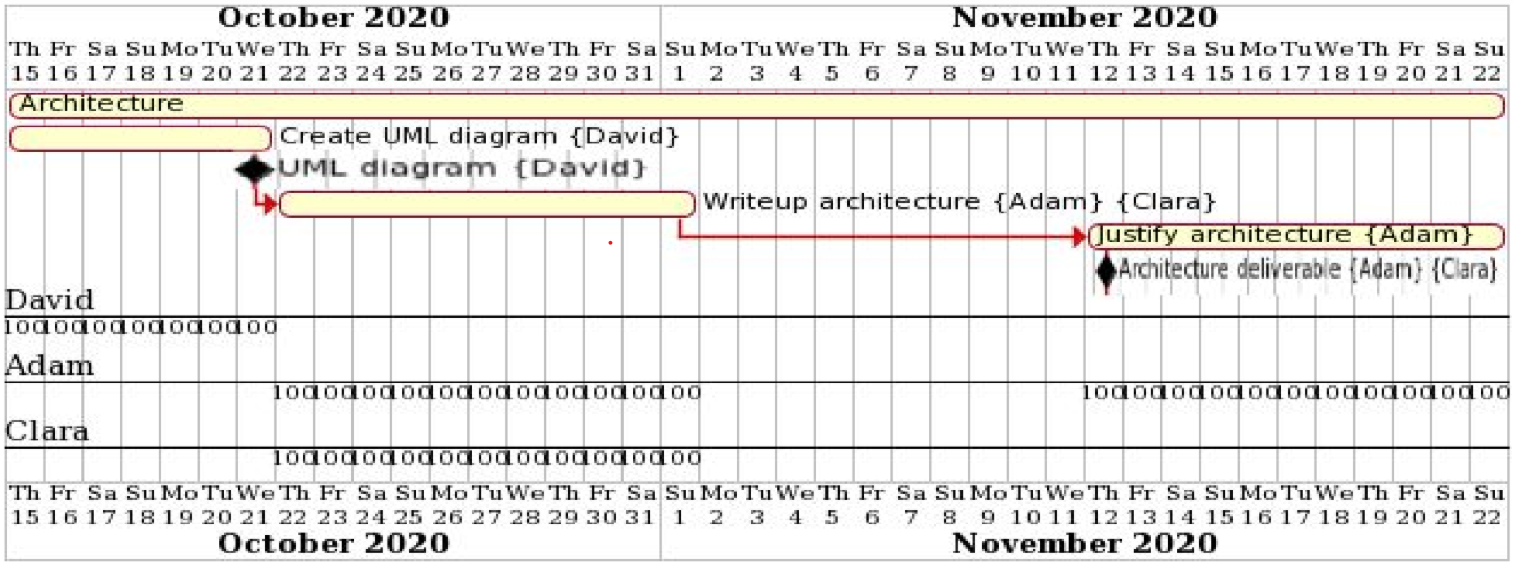 October 2020 November 2020
Th Fr Sa Su Mo Tu We Th Fr Sa Su Mo Tu We Th Fr Sa Su Mo Tu We Th Fr Sa Su Mo Tu We Th Fr Sa Su Mo Tu We Th Fr Sa Su
15 16 17 18 19 20 21 22 23 24 25 26 27 28 29 30 31 1 2 3 4 5 6 7 8 9 10 11 12 13 14 15 16 17 18 19 20 21 22
Architecture
Create UML diagram {David}
UML diagram {David}
Writeup architecture {Adam} {Clara}
Justify architecture {Adam}
Architecture deliverable {Adam} {Clara}
David
100 100 100 100 100 100 100
Adam
100 100 100 100 100 100 100 100 100 100 100 100 100 100 100 100 100 100 100 100 100 100
Clara
100 100 100 100 100 100 100 100 100 100 100
Th Fr Sa Su Mo Tu We Th Fr Sa Su Mo Tu We Th Fr Sa Su Mo Tu We Th Fr Sa Su Mo Tu We Th Fr Sa Su Mo Tu We Th Fr Sa Su
15 16 17 18 19 20 21 22 23 24 25 26 27 28 29 30 31 1 2 3 4 5 6 7 8 9 10 11 12 13 14 15 16 17 18 19 20 21 22
October 2020 November 2020